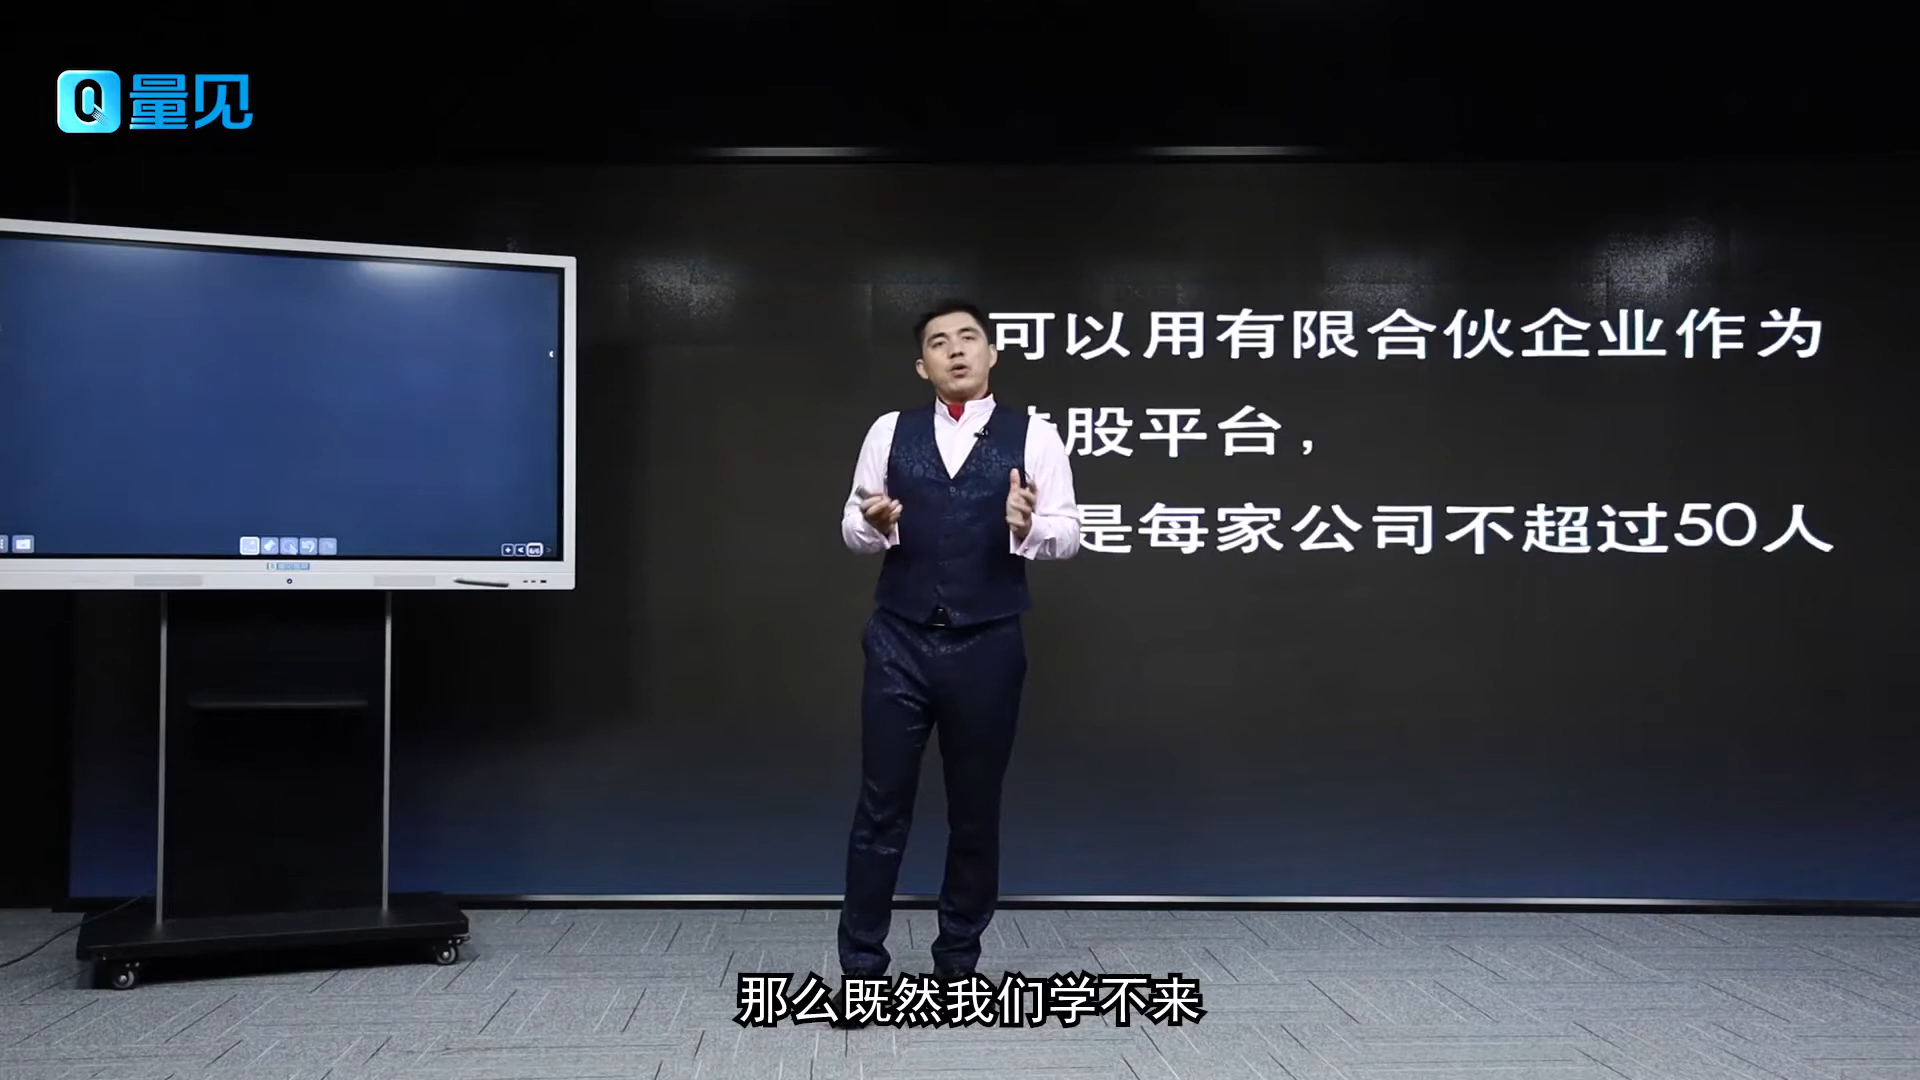 量见
可以用有限合伙企业作为
股平台，
是每家公司不超过50人
那么既然我们学不来